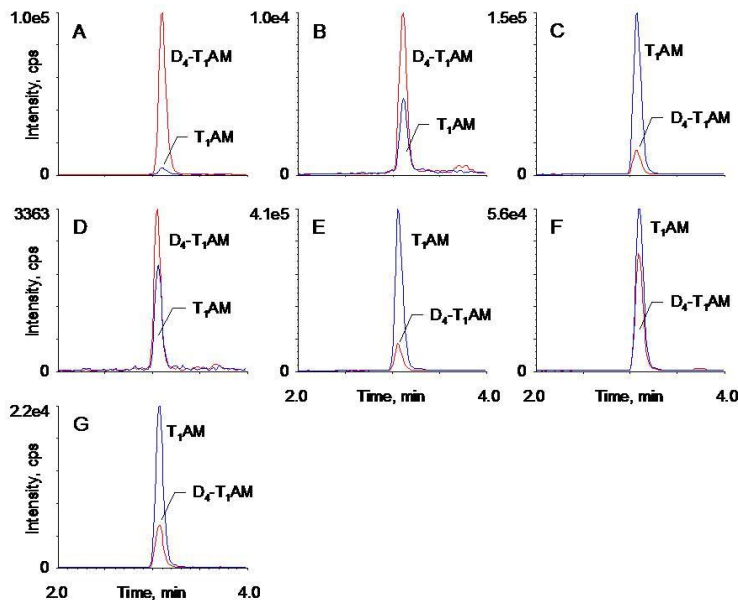 1.0e5
A
D₄-T₁AM
T₁AM
Intensity, cps
0
1.0e4
B
D₄-T₁AM
T₁AM
0
1.5e5
C
T₁AM
D₄-T₁AM
0
3363
D
D₄-T₁AM
T₁AM
Intensity, cps
0
4.1e5
E
T₁AM
D₄-T₁AM
0
2.0
Time, min
4.0
5.6e4
F
T₁AM
D₄-T₁AM
0
2.0
Time, min
4.0
2.2e4
G
T₁AM
D₄-T₁AM
Intensity, cps
0
2.0
Time, min
4.0